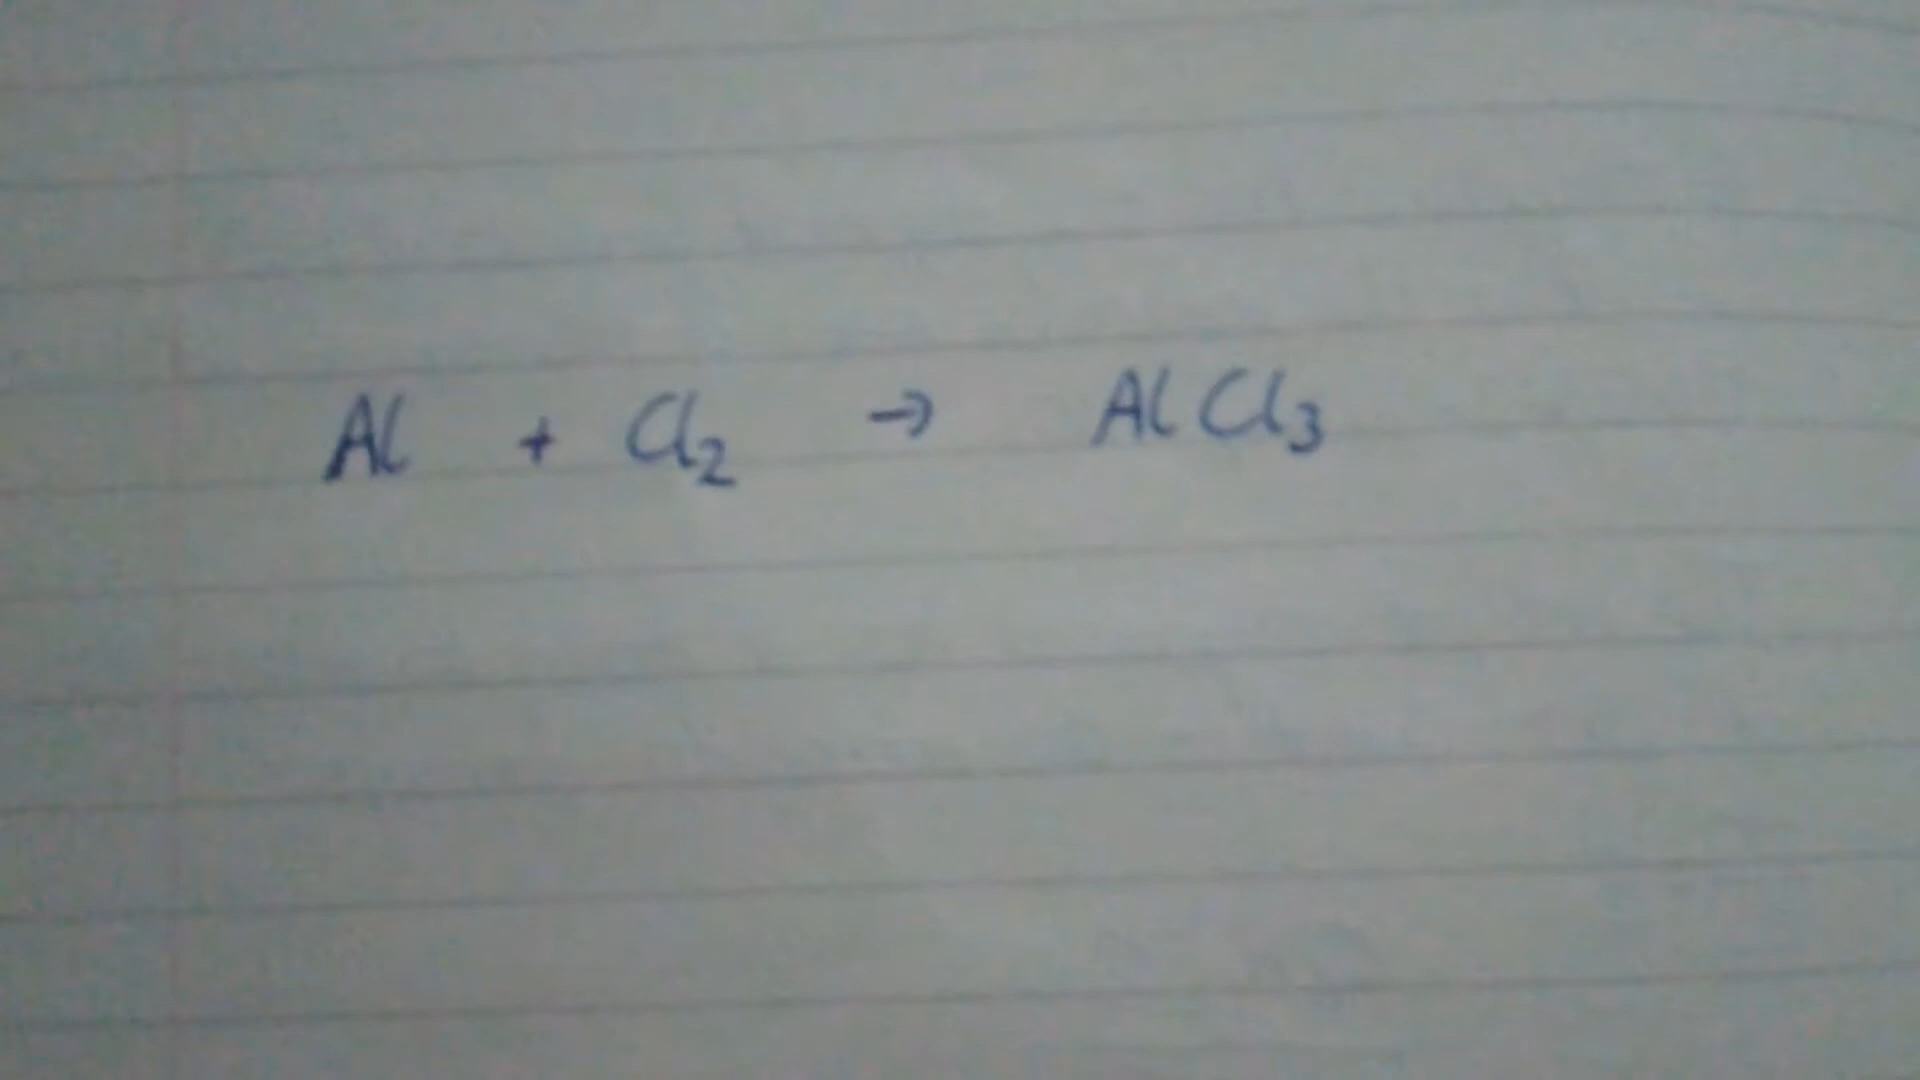 Al + Cl₂ → AlCl₃